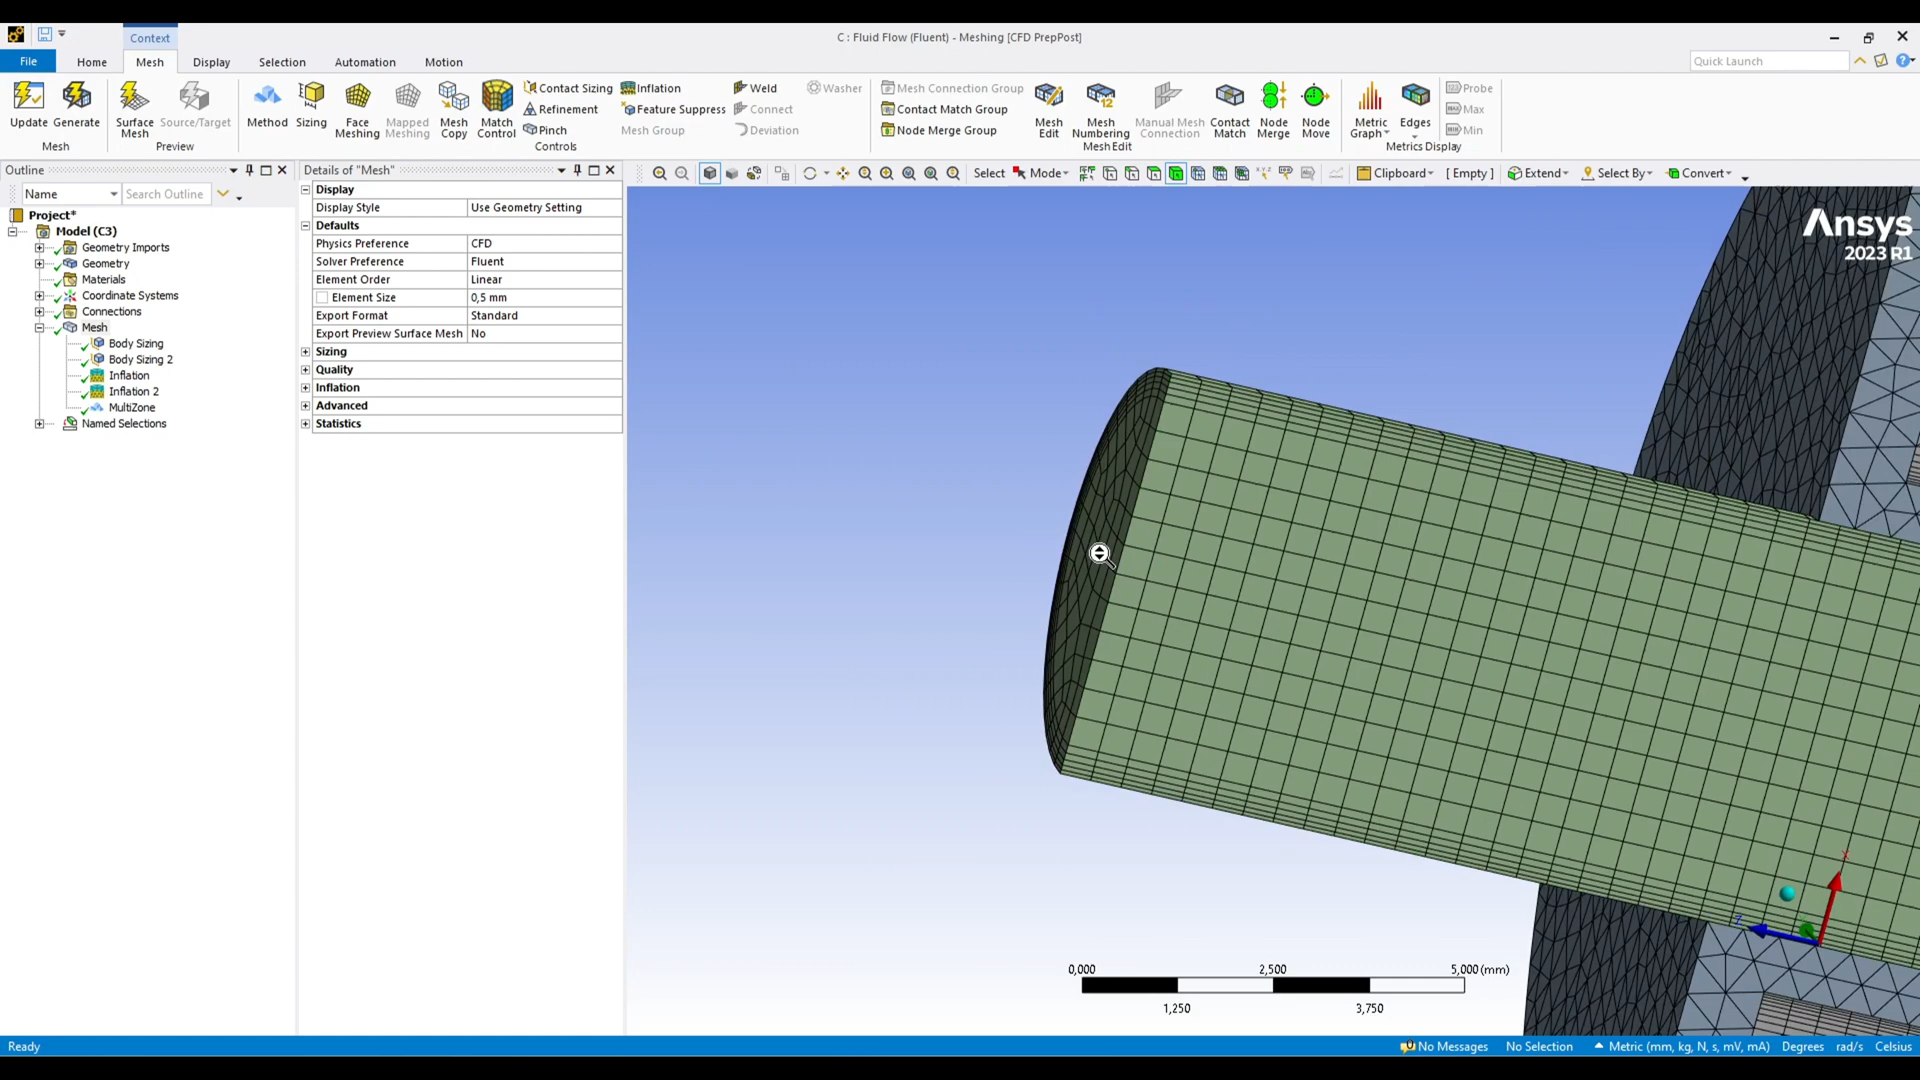 C : Fluid Flow (Fluent) - Meshing [CFD PrepPost]
Context
File Home Mesh Display Selection Automation Motion
Quick Launch
Update Generate
Mesh
Surface Mesh Source/Target
Preview
Method Sizing Face Meshing Mapped Meshing Mesh Copy Match Control
Contact Sizing Inflation Weld Washer
Refinement Feature Suppress Connect
Pinch Mesh Group Deviation
Controls
Mesh Connection Group
Contact Match Group
Node Merge Group
Mesh Edit Mesh Numbering Manual Mesh Connection Contact Match Node Merge Node Move
Mesh Edit
Metric Graph Edges
Probe
Max
Min
Metrics Display
Outline
Name Search Outline
Project*
Model (C3)
Geometry Imports
Geometry
Materials
Coordinate Systems
Connections
Mesh
Body Sizing
Body Sizing 2
Inflation
Inflation 2
MultiZone
Named Selections
Details of "Mesh"
Display
Display Style Use Geometry Setting
Defaults
Physics Preference CFD
Solver Preference Fluent
Element Order Linear
Element Size 0,5 mm
Export Format Standard
Export Preview Surface Mesh No
Sizing
Quality
Inflation
Advanced
Statistics
Select Mode Clipboard [ Empty ] Extend Select By Convert
Ansys
2023 R1
X
Z
0,000 2,500 5,000 (mm)
1,250 3,750
Ready
No Messages No Selection Metric (mm, kg, N, s, mV, mA) Degrees rad/s Celsius